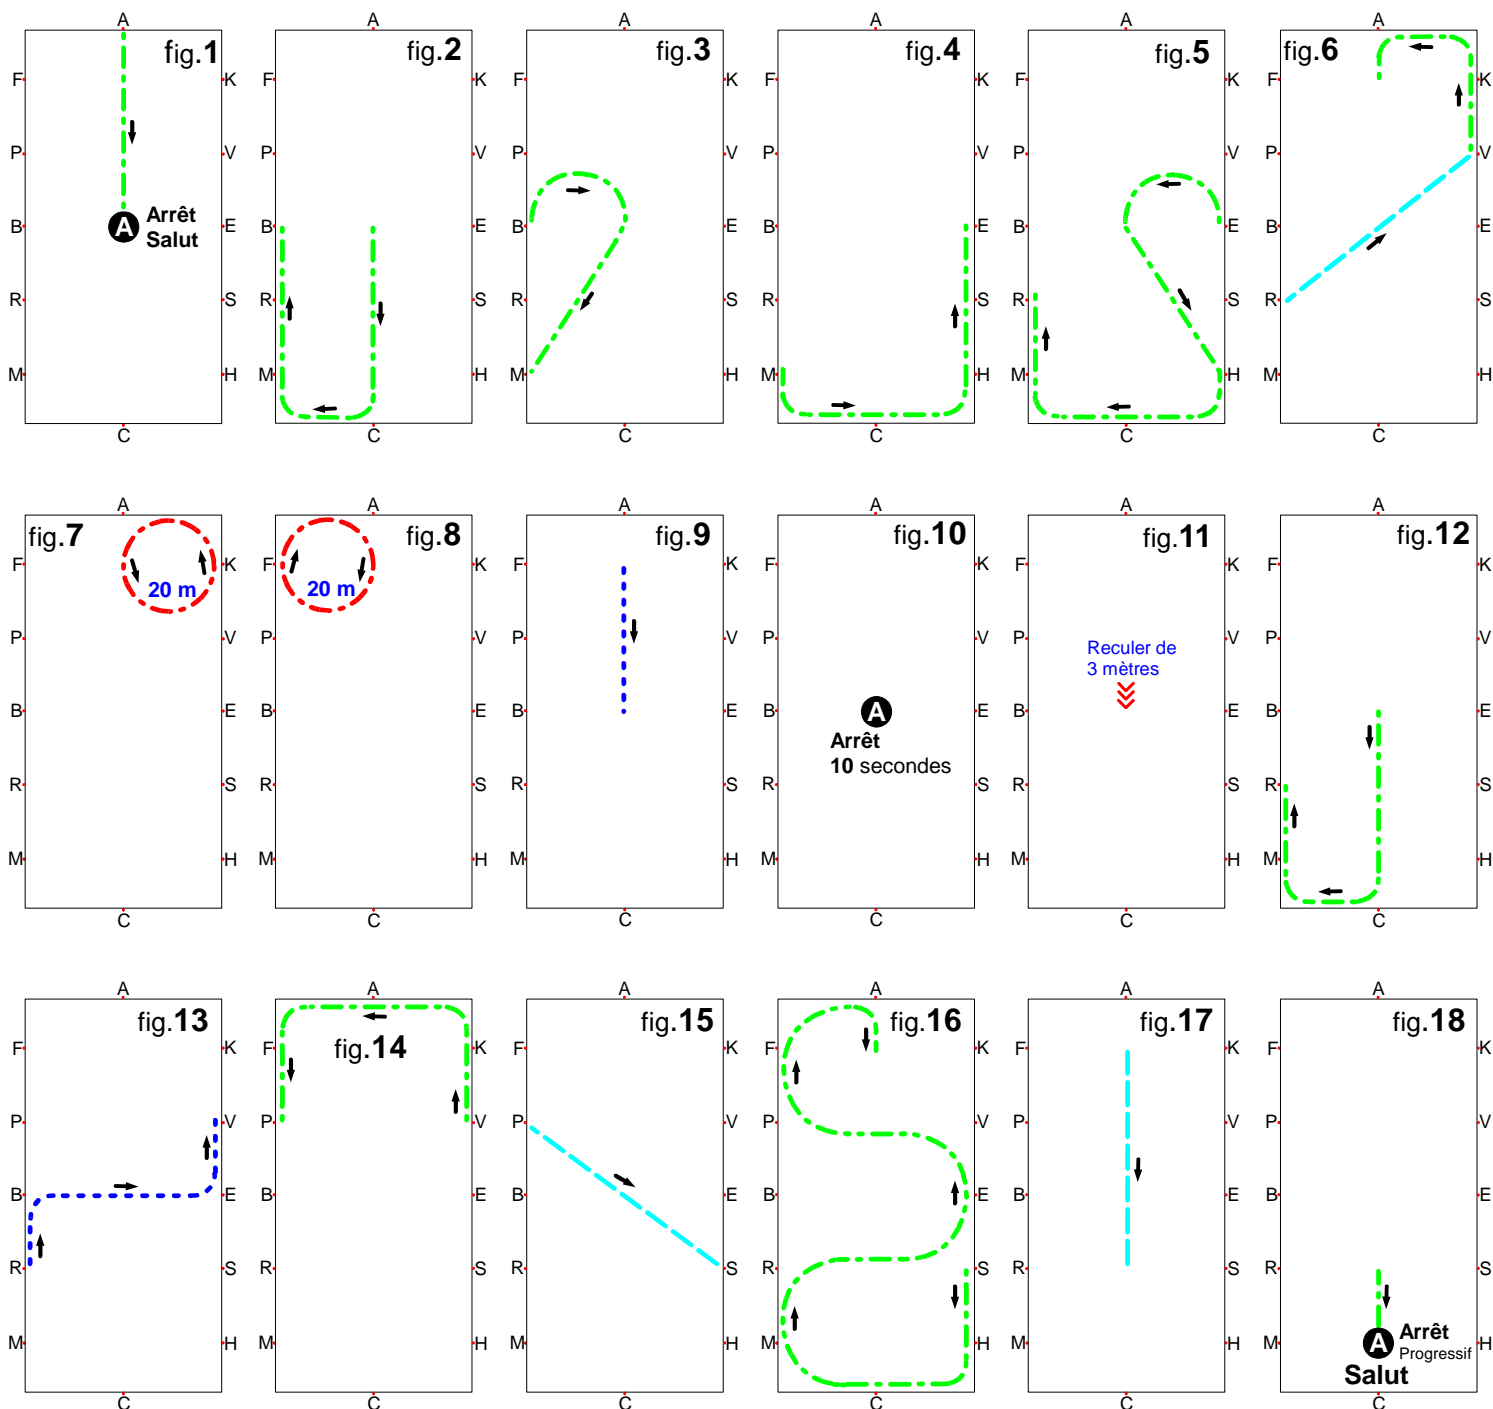 A A A A A A
fig.1 fig.2 fig.3 fig.4 fig.5 fig.6
F K F K F K F K F K F K
P V P V P V P V P V P V
A Arrêt
Salut
B E B E B E B E B E B E
R S R S R S R S R S R S
M H M H M H M H M H M H
C C C C C C
A A A A A A
fig.7 fig.8 fig.9 fig.10 fig.11 fig.12
F K F K F K F K F K F K
20 m 20 m
P V P V P V P V P V P V
Reculer de
3 mètres
B E B E B E B A E B E B E
Arrêt
10 secondes
R S R S R S R S R S R S
M H M H M H M H M H M H
C C C C C C
A A A A A A
fig.13 fig.15 fig.16 fig.17 fig.18
F K F fig.14 K F K F K F K F K
P V P V P V P V P V P V
B E B E B E B E B E B E
R S R S R S R S R S R S
M H M H M H M H M H M A Arrêt H
Progressif
Salut
C C C C C C